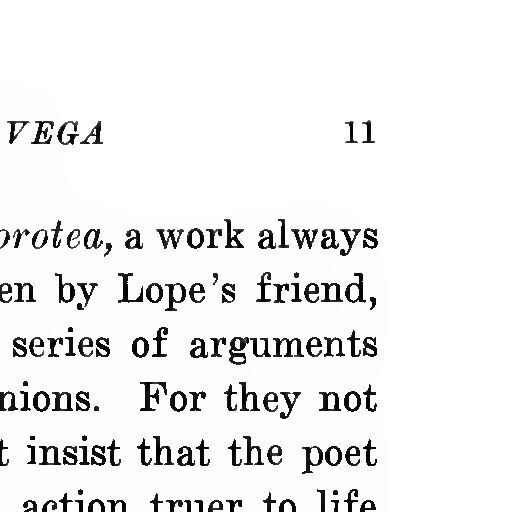 VEGA 11
orotea, a work always
en by Lope's friend,
series of arguments
nions. For they not
t insist that the poet
action truer to life